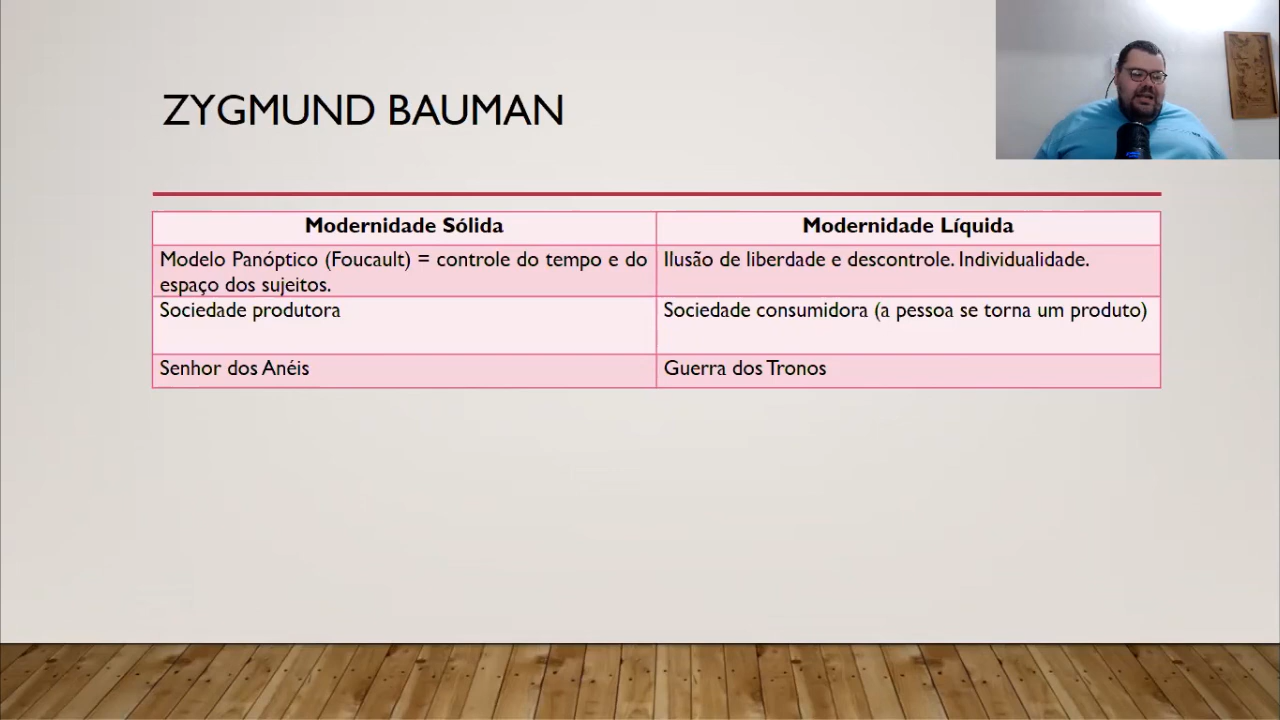 ZYGMUND BAUMAN
Modernidade Sólida
Modernidade Líquida
Modelo Panóptico (Foucault) = controle do tempo e do
espaço dos sujeitos.
Ilusão de liberdade e descontrole. Individualidade.
Sociedade produtora
Sociedade consumidora (a pessoa se torna um produto)
Senhor dos Anéis
Guerra dos Tronos